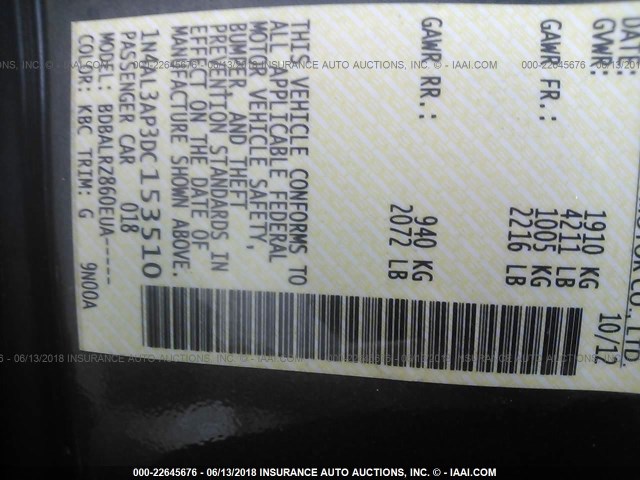 MOTOR CO., LTD.
DATE: 10/12
GVWR: 1910 KG
4211 LB
GAWR FR.: 1005 KG
2216 LB
GAWR RR.: 940 KG
2072 LB
THIS VEHICLE CONFORMS TO
ALL APPLICABLE FEDERAL
MOTOR VEHICLE SAFETY,
BUMPER, AND THEFT
PREVENTION STANDARDS IN
EFFECT ON THE DATE OF
MANUFACTURE SHOWN ABOVE.
1N4AL3AP3DC153510
PASSENGER CAR
018
MODEL: BDBALRZ860EUA-----
COLOR: KBC TRIM: G 9N00A
000-22645676 - 06/13/2018 INSURANCE AUTO AUCTIONS, INC. - © - IAAI.COM